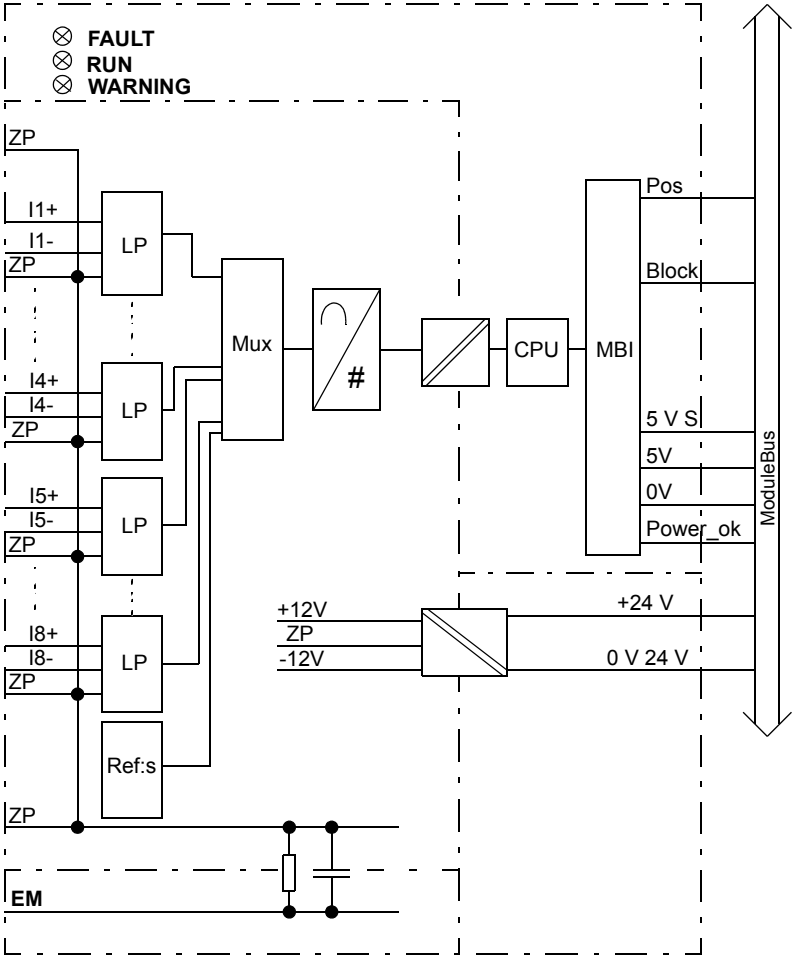 FAULT
RUN
WARNING
ZP
I1+
I1-
ZP
LP
I4+
I4-
ZP
LP
I5+
I5-
ZP
LP
I8+
I8-
ZP
LP
Ref:s
ZP
EM
Mux
#
CPU
MBI
Pos
Block
5 V S
5V
0V
Power_ok
+12V
ZP
-12V
+24 V
0 V 24 V
ModuleBus